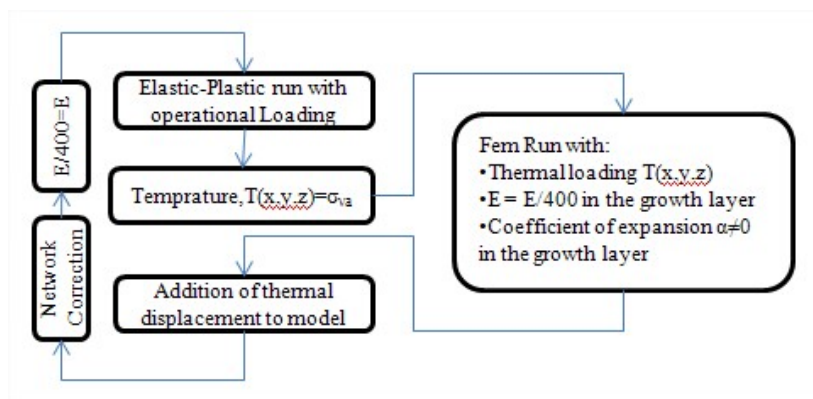 Elastic-Plastic run with
operational Loading
Temprature,T(x,y,z)=σva
Fem Run with:
•Thermal loading T(x,y,z)
•E = E/400 in the growth layer
•Coefficient of expansion α≠0
in the growth layer
Addition of thermal
displacement to model
Network
Correction
E/400=E